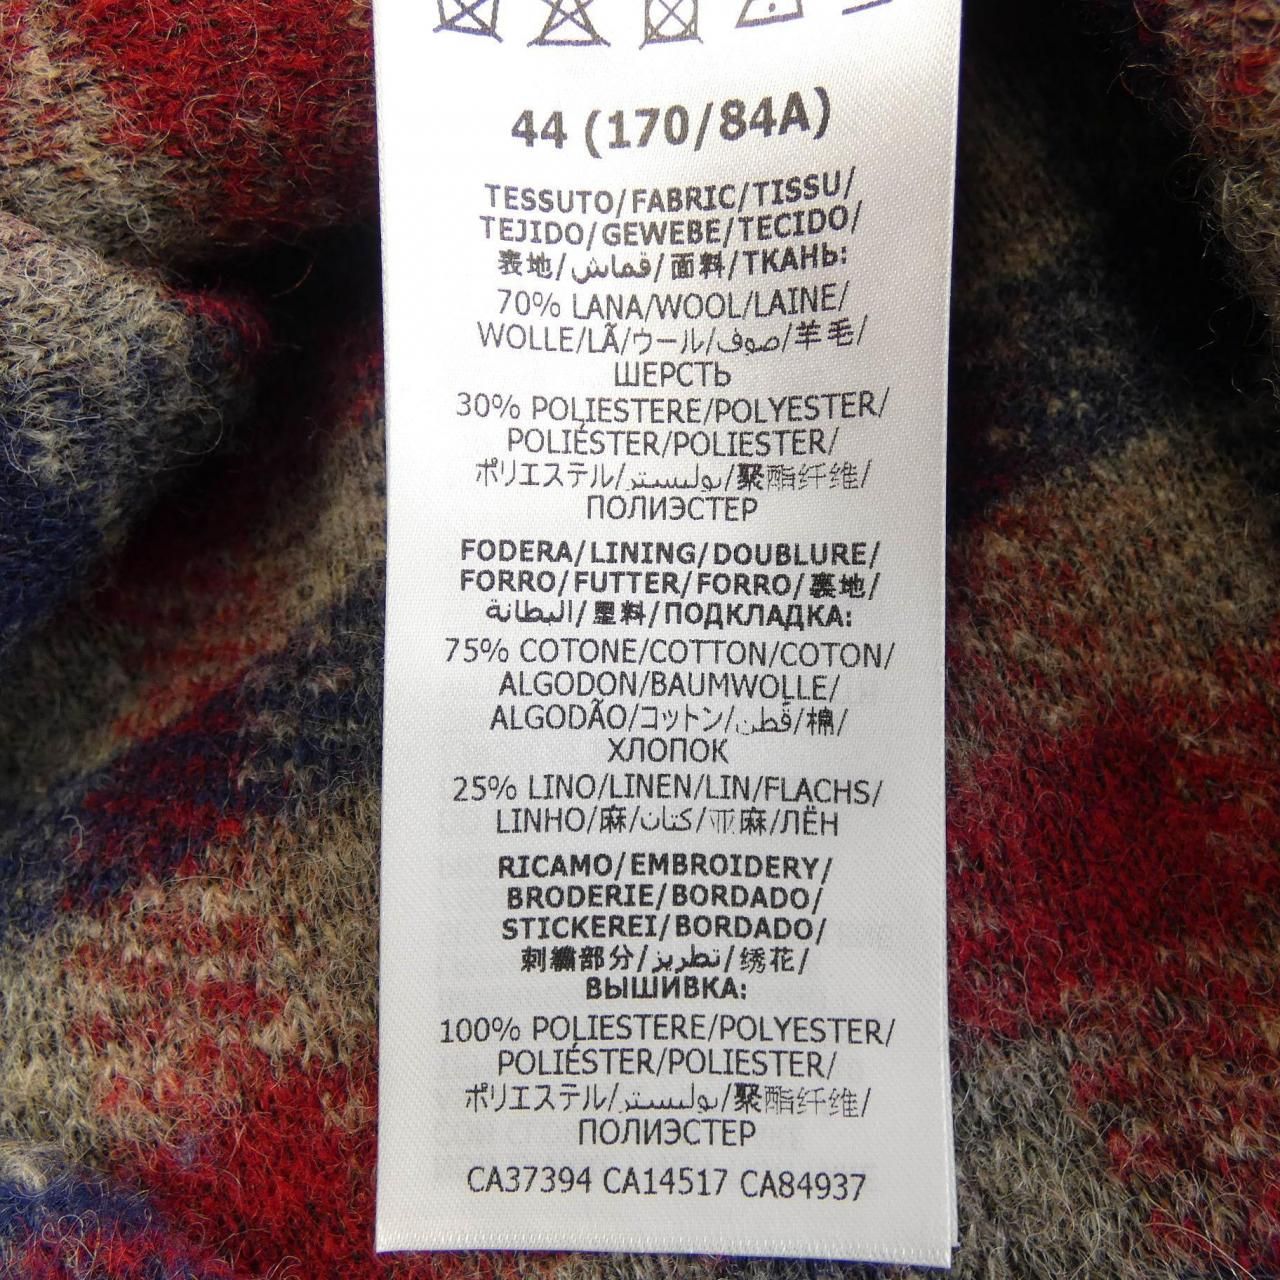 44 (170/84A)
TESSUTO/FABRIC/TISSU/
TEJIDO/GEWEBE/TECIDO/
表地/قماش/面料/ТКАНЬ:
70% LANA/WOOL/LAINE/
WOLLE/LÃ/ウール/صوف/羊毛/
ШЕРСТЬ
30% POLIESTERE/POLYESTER/
POLIÉSTER/POLIESTER/
ポリエステル/بوليستر/聚酯纤维/
ПОЛИЭСТЕР
FODERA/LINING/DOUBLURE/
FORRO/FUTTER/FORRO/裏地/
البطانة/里料/ПОДКЛАДКА:
75% COTONE/COTTON/COTON/
ALGODON/BAUMWOLLE/
ALGODÃO/コットン/قطن/棉/
ХЛОПОК
25% LINO/LINEN/LIN/FLACHS/
LINHO/麻/كتان/亚麻/ЛЁН
RICAMO/EMBROIDERY/
BRODERIE/BORDADO/
STICKEREI/BORDADO/
刺繍部分/تطريز/绣花/
ВЫШИВКА:
100% POLIESTERE/POLYESTER/
POLIÉSTER/POLIESTER/
ポリエステル/بوليستر/聚酯纤维/
ПОЛИЭСТЕР
CA37394 CA14517 CA84937